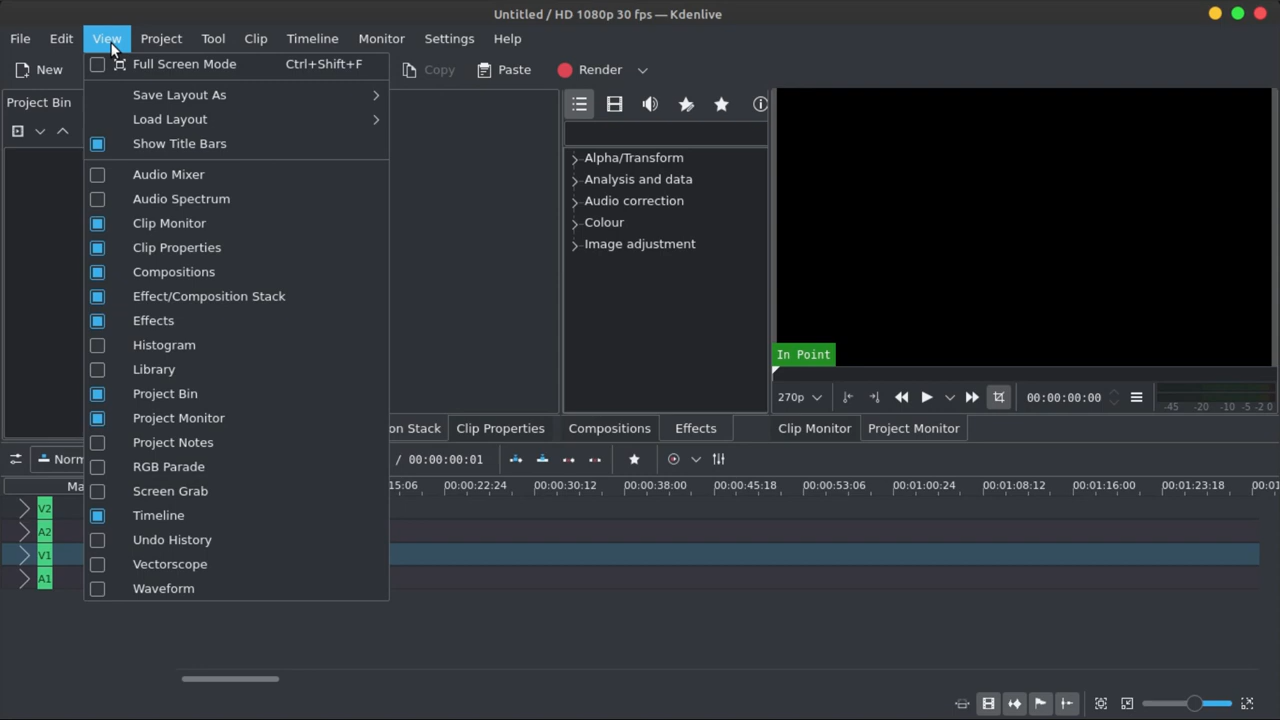 Untitled / HD 1080p 30 fps — Kdenlive
File Edit View Project Tool Clip Timeline Monitor Settings Help
New Copy Paste Render
Project Bin
Full Screen Mode Ctrl+Shift+F
Save Layout As
Load Layout
Show Title Bars
Audio Mixer
Audio Spectrum
Clip Monitor
Clip Properties
Compositions
Effect/Composition Stack
Effects
Histogram
Library
Project Bin
Project Monitor
Project Notes
RGB Parade
Screen Grab
Timeline
Undo History
Vectorscope
Waveform
Alpha/Transform
Analysis and data
Audio correction
Colour
Image adjustment
In Point
270p 00:00:00:00 -45 -20 -10 -5 -2 0
on Stack Clip Properties Compositions Effects Clip Monitor Project Monitor
Norm / 00:00:00:01
Ma 15:06 00:00:22:24 00:00:30:12 00:00:38:00 00:00:45:18 00:00:53:06 00:01:00:24 00:01:08:12 00:01:16:00 00:01:23:18 00:01
V2
A2
V1
A1